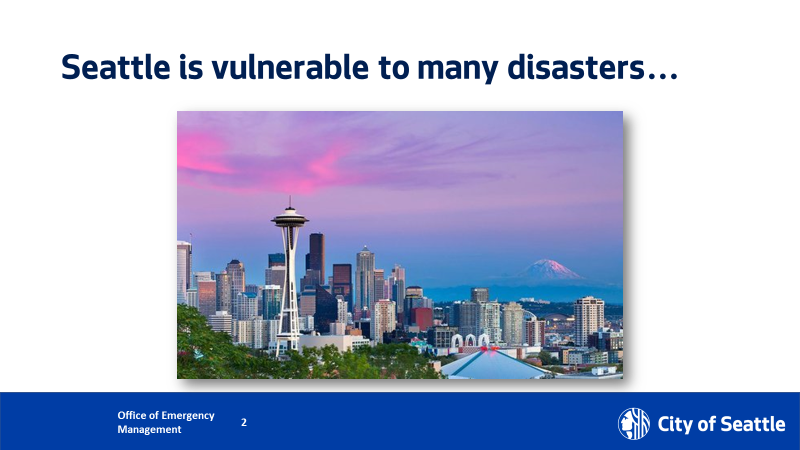 Seattle is vulnerable to many disasters…
Office of Emergency
Management
2
City of Seattle